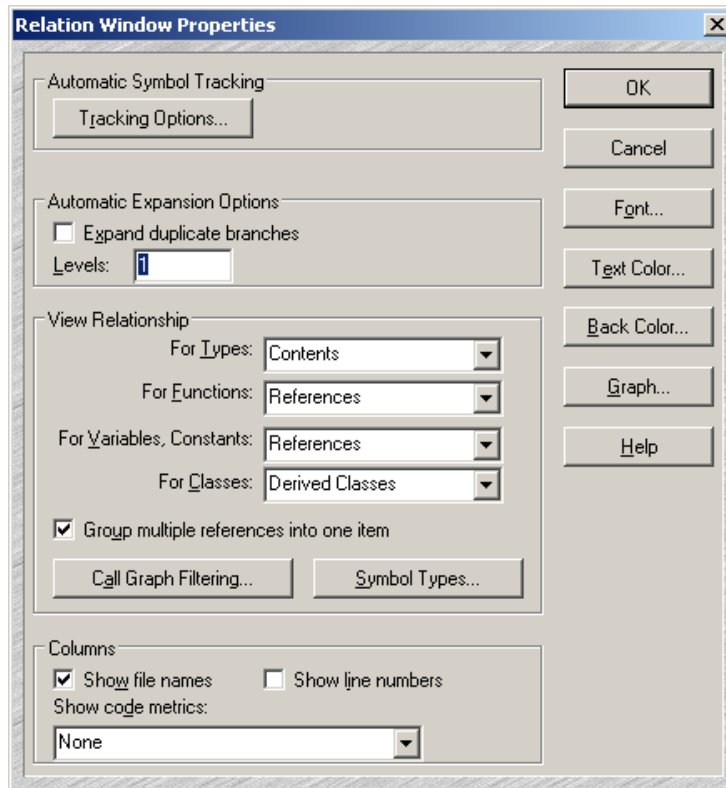 Relation Window Properties
Automatic Symbol Tracking
Tracking Options...
Automatic Expansion Options
Expand duplicate branches
Levels: 1
View Relationship
For Types: Contents
For Functions: References
For Variables, Constants: References
For Classes: Derived Classes
Group multiple references into one item
Call Graph Filtering...
Symbol Types...
Columns
Show file names
Show line numbers
Show code metrics:
None
OK
Cancel
Font...
Text Color...
Back Color...
Graph...
Help